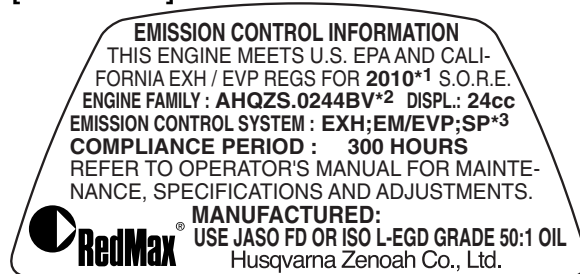 EMISSION CONTROL INFORMATION
THIS ENGINE MEETS U.S. EPA AND CALI-
FORNIA EXH / EVP REGS FOR 2010*1 S.O.R.E.
ENGINE FAMILY : AHQZS.0244BV*2 DISPL.: 24cc
EMISSION CONTROL SYSTEM : EXH;EM/EVP;SP*3
COMPLIANCE PERIOD : 300 HOURS
REFER TO OPERATOR'S MANUAL FOR MAINTE-
NANCE, SPECIFICATIONS AND ADJUSTMENTS.
MANUFACTURED:
RedMax® USE JASO FD OR ISO L-EGD GRADE 50:1 OIL
Husqvarna Zenoah Co., Ltd.